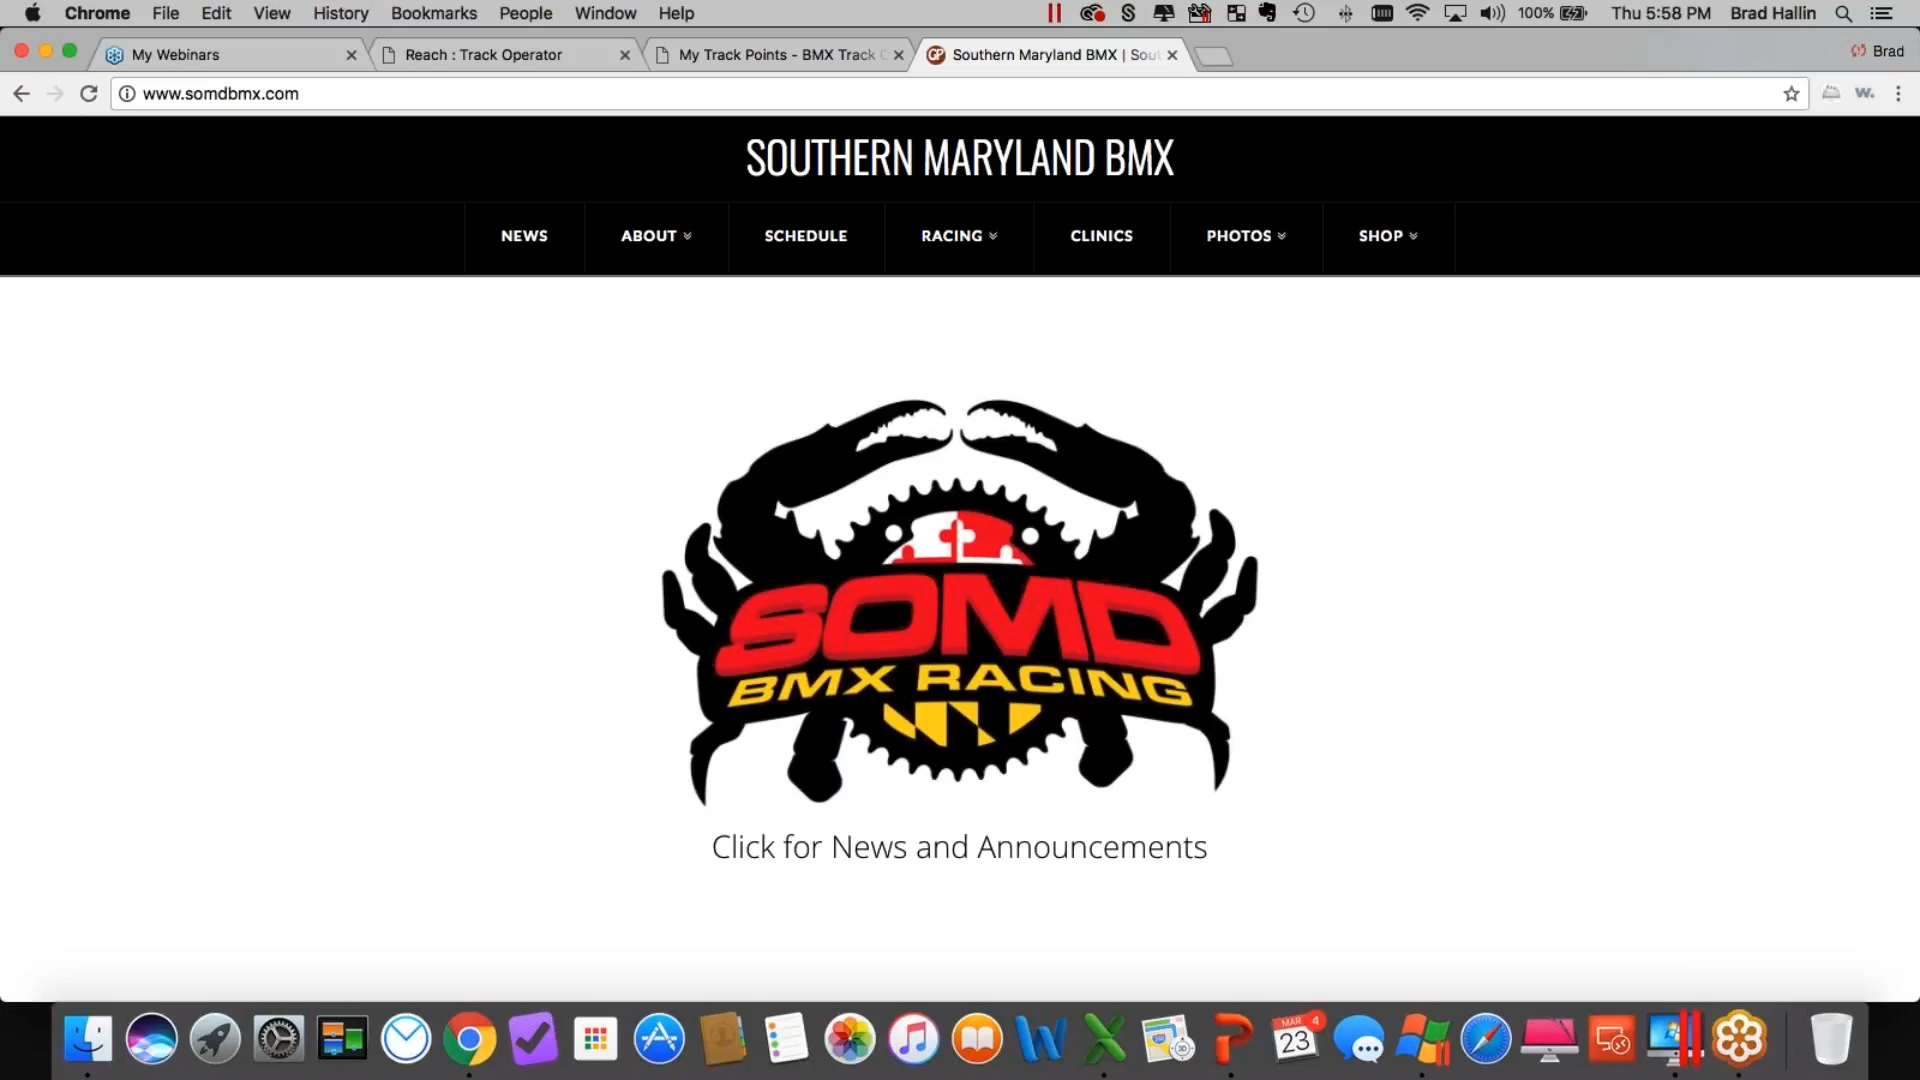 Chrome File Edit View History Bookmarks People Window Help 100% Thu 5:58 PM Brad Hallin
My Webinars Reach : Track Operator My Track Points - BMX Track Southern Maryland BMX | Sout Brad
www.somdbmx.com
SOUTHERN MARYLAND BMX
NEWS ABOUT SCHEDULE RACING CLINICS PHOTOS SHOP
SOMD
BMX RACING
Click for News and Announcements
MAR 4
23